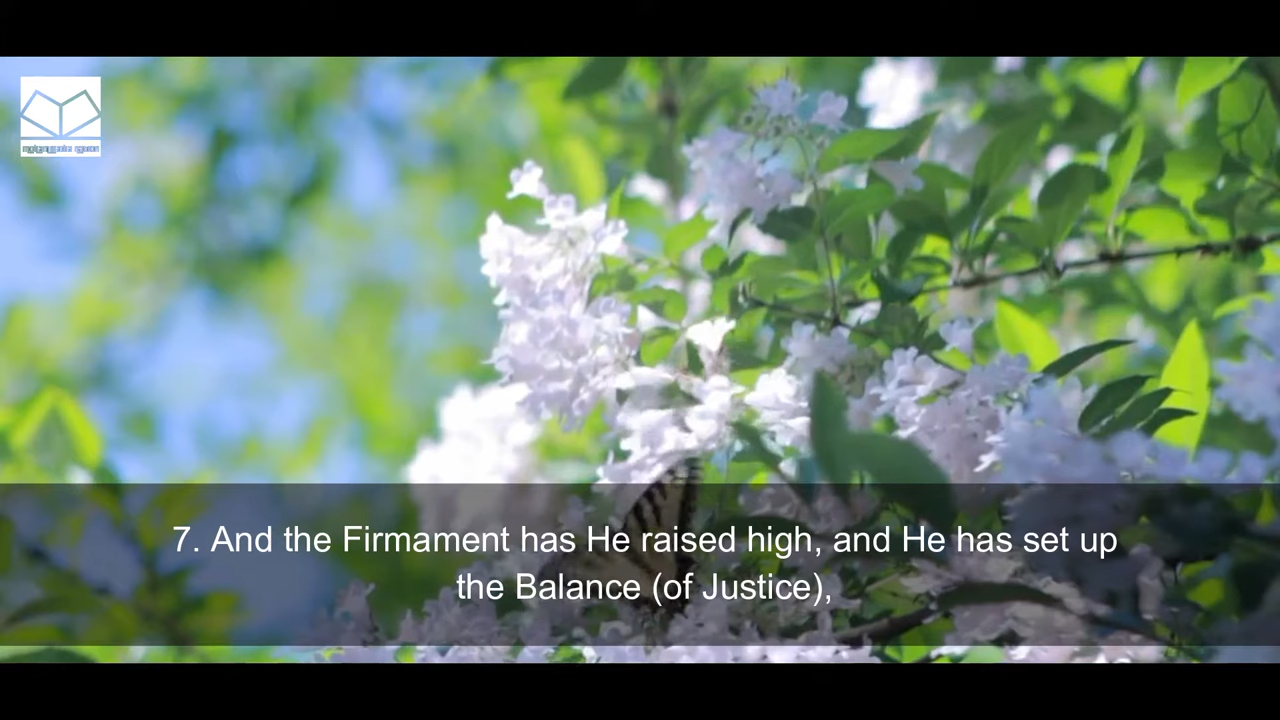 7. And the Firmament has He raised high, and He has set up
the Balance (of Justice),